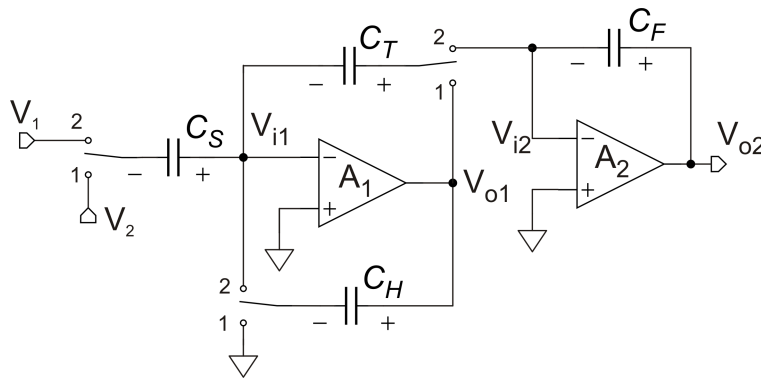 C_T
2
C_F
− +
− +
1
V_1
2
C_S
V_i1
V_i2
V_o2
−
A_2
+
−
A_1
+
− +
1
V_2
V_o1
2
C_H
− +
1